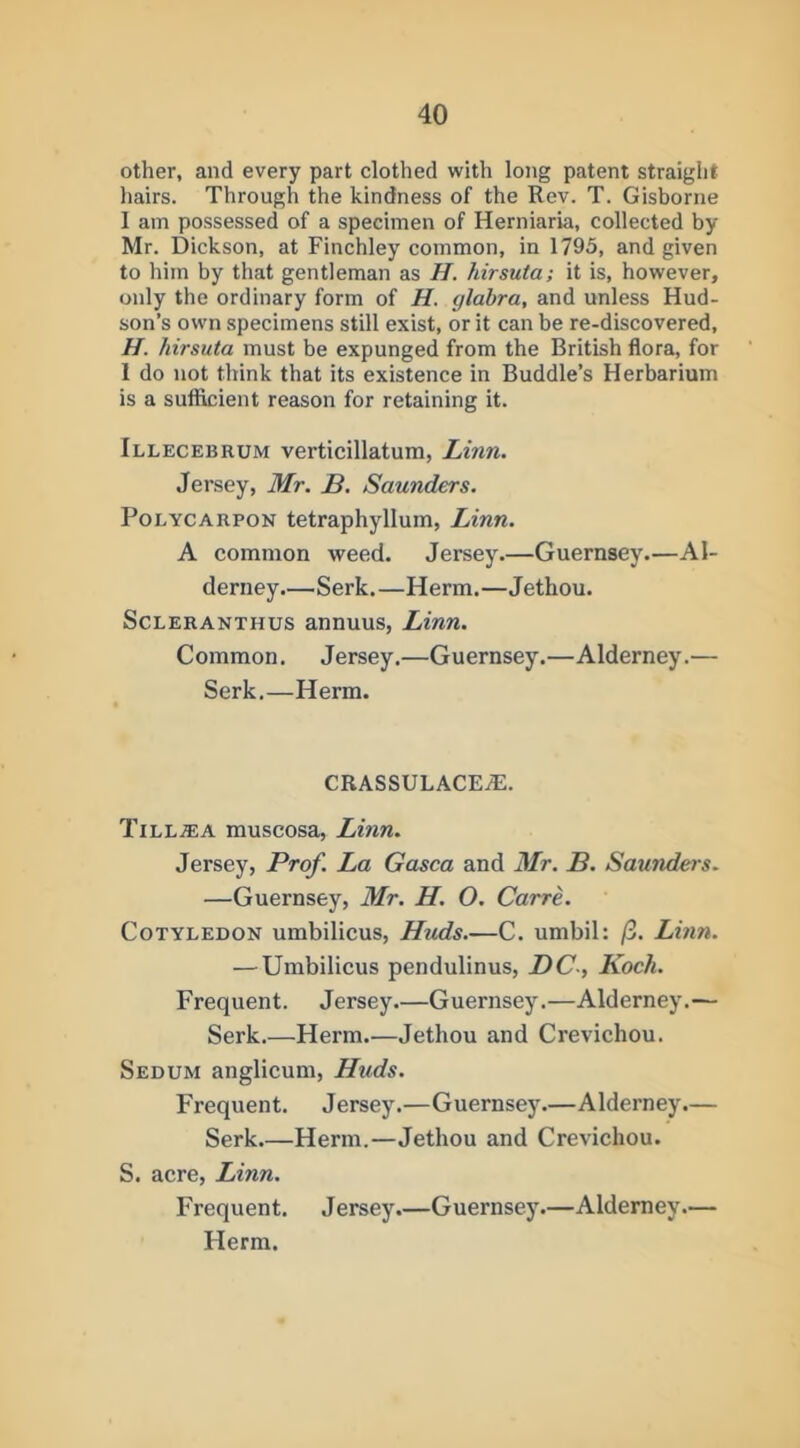 40
other, and every part clothed with long patent straight
hairs. Through the kindness of the Rev. T. Gisborne
I am possessed of a specimen of Herniaria, collected by
Mr. Dickson, at Finchley common, in 1795, and given
to him by that gentleman as H. hirsuta; it is, however,
only the ordinary form of H. glabra, and unless Hud-
son's own specimens still exist, or it can be re-discovered,
H. hirsuta must be expunged from the British flora, for
I do not think that its existence in Buddle's Herbarium
is a sufficient reason for retaining it.
Illecebrum verticillatum, Linn.
Jersey, Mr. B. Saunders.
Polycarpon tetraphyllum, Linn.
A common weed. Jersey.—Guernsey.—Al-
derney.—Serk.—Herm.—Jethou.
Scleranthus annuus, Linn.
Common. Jersey.—Guernsey.—Alderney.—
Serk.—Herm.
CRASSULACEÆ.
Tillæa muscosa, Linn.
Jersey, Prof. La Gasca and Mr. B. Saunders.
—Guernsey, Mr. H. O. Carre.
Cotyledon umbilicus, Huds.—C. umbil: β. Linn.
—Umbilicus pendulinus, DC., Koch.
Frequent. Jersey.—Guernsey.—Alderney.—
Serk.—Herm.—Jethou and Crevichou.
Sedum anglicum, Huds.
Frequent. Jersey.—Guernsey.—Alderney.—
Serk.—Herm.—Jethou and Crevichou.
S. acre, Linn.
Frequent. Jersey.—Guernsey.—Alderney.—
Herm.